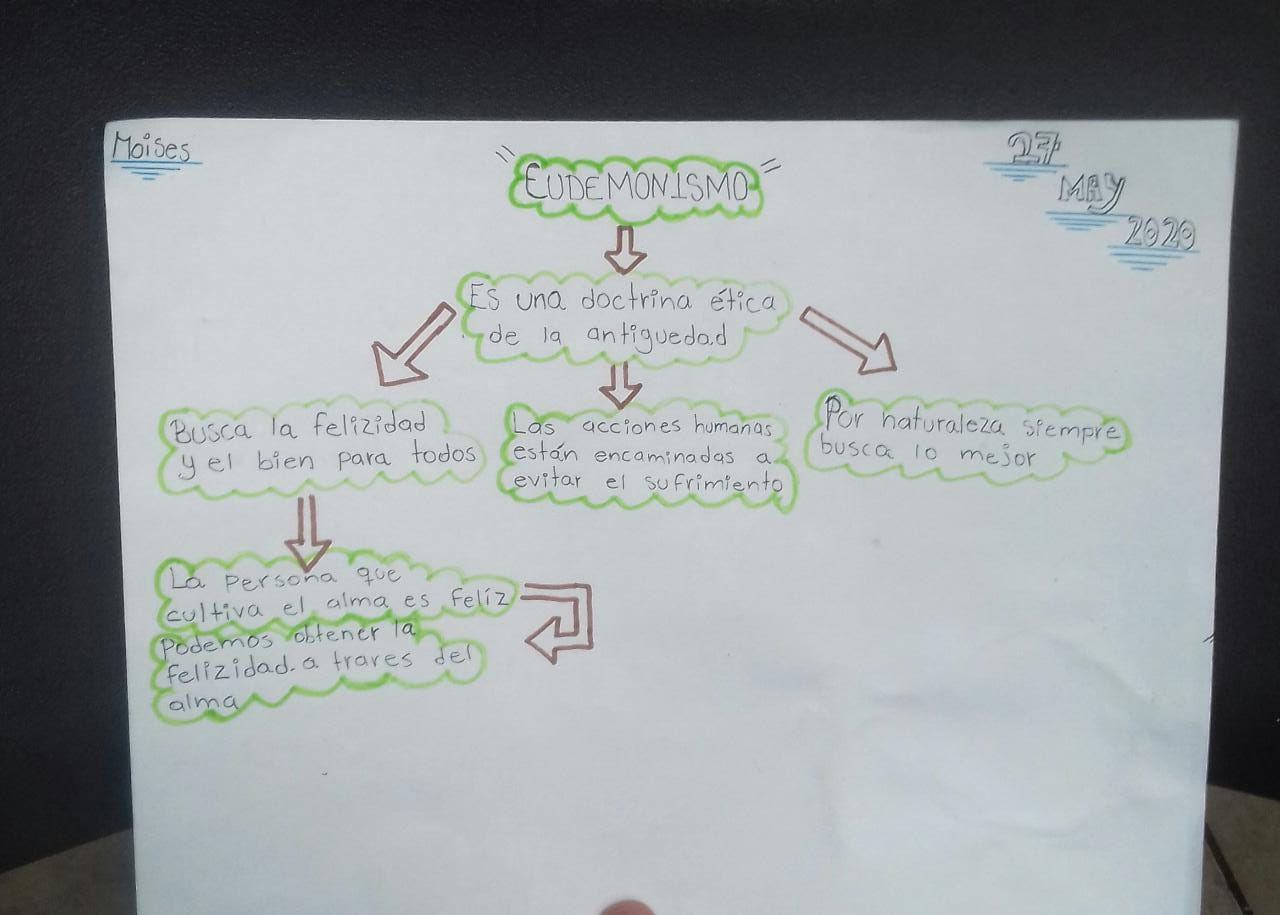 Moises
27
MAY
2020
"EUDEMONISMO"
Es una doctrina ética
de la antiguedad
Busca la felizidad
y el bien para todos
Las acciones humanas
están encaminadas a
evitar el sufrimiento
Por naturaleza siempre
busca lo mejor
La persona que
cultiva el alma es felíz
Podemos obtener la
felizidad. a traves del
alma